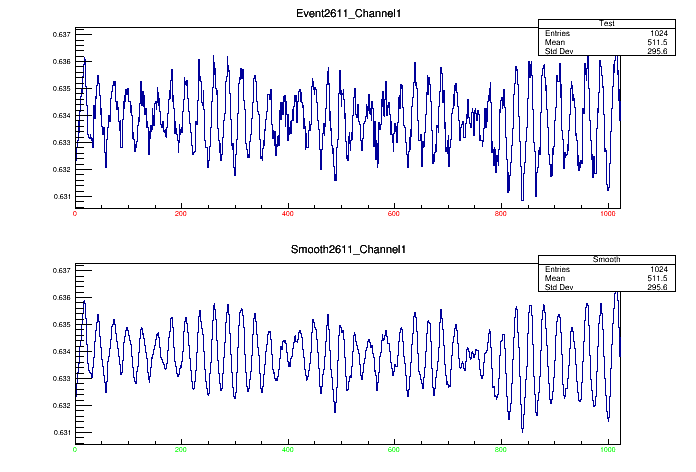 Event2611_Channel1
Test
Entries 1024
Mean 511.5
Std Dev 295.6
0.637
0.636
0.635
0.634
0.633
0.632
0.631
0 200 400 600 800 1000
Smooth2611_Channel1
Smooth
Entries 1024
Mean 511.5
Std Dev 295.6
0.637
0.636
0.635
0.634
0.633
0.632
0.631
0 200 400 600 800 1000